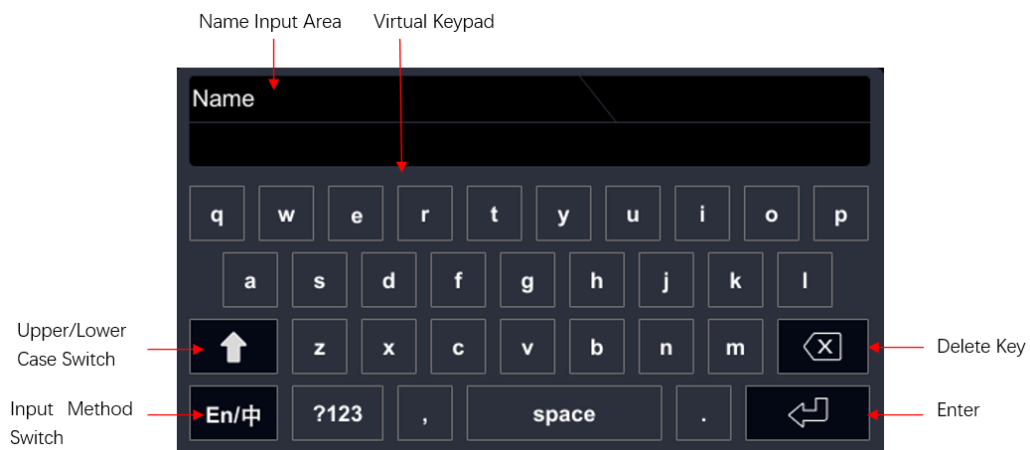 Name Input Area Virtual Keypad
Name
q w e r t y u i o p
a s d f g h j k l
Upper/Lower
Case Switch
z x c v b n m
X
Delete Key
Input Method
Switch
En/中 ?123 , space .
Enter